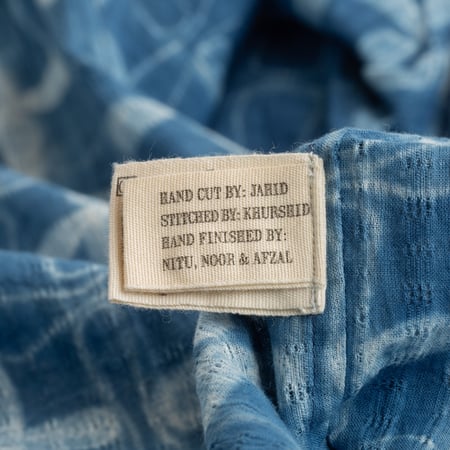 HAND CUT BY: JAHID
STITCHED BY: KHURSHID
HAND FINISHED BY:
NITU, NOOR & AFZAL